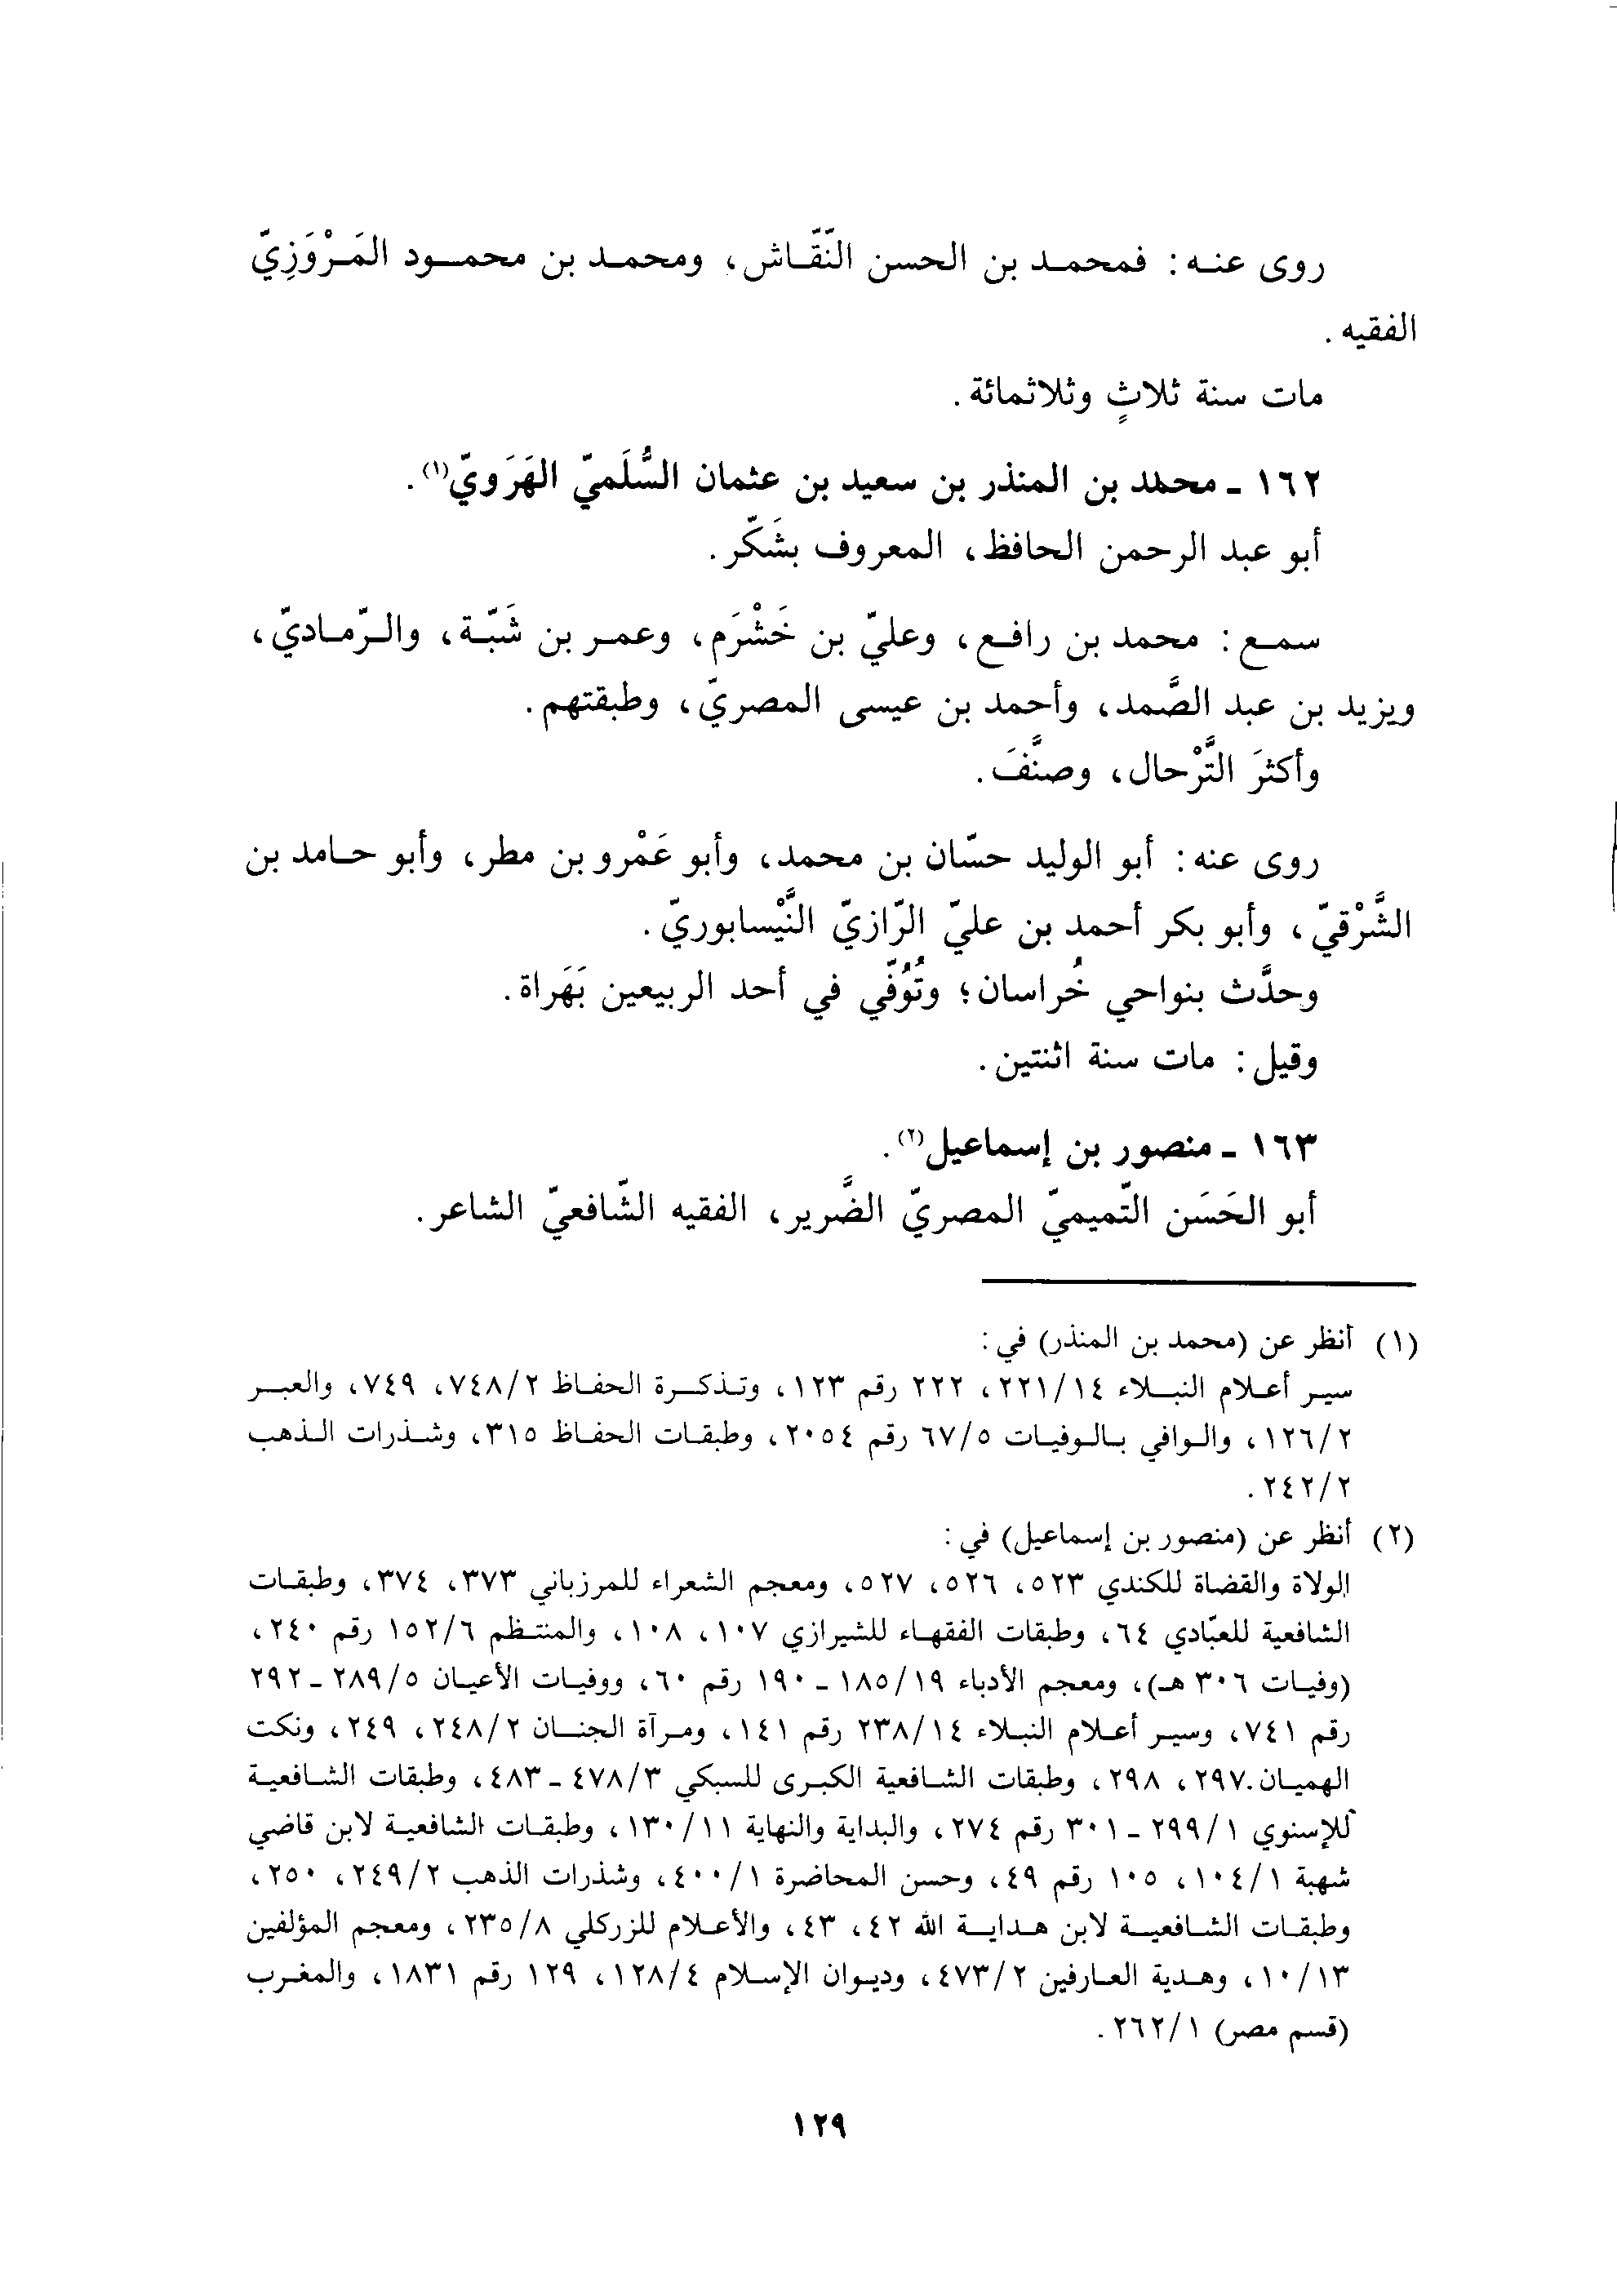 روى عنه: فمحمد بن الحسن النّقّاش، ومحمد بن محمود المَرْوَزِيّ
الفقيه.
مات سنة ثلاثٍ وثلاثمائة.
١٦٢ ـ محمد بن المنذر بن سعيد بن عثمان السُّلَميّ الهَرَويّ(١).
أبو عبد الرحمن الحافظ، المعروف بشَكّر.
سمع: محمد بن رافع، وعليّ بن خَشْرَم، وعمر بن شَبّة، والرّماديّ،
ويزيد بن عبد الصَّمد، وأحمد بن عيسى المصريّ، وطبقتهم.
وأكثرَ التَّرْحال، وصنَّفَ.
روى عنه: أبو الوليد حسّان بن محمد، وأبو عَمْرو بن مطر، وأبو حامد بن
الشَّرْقيّ، وأبو بكر أحمد بن عليّ الرّازيّ النَّيْسابوريّ.
وحدَّث بنواحي خُراسان؛ وتُوُفّي في أحد الربيعين بَهَراة.
وقيل: مات سنة اثنتين.
١٦٣ ـ منصور بن إسماعيل(٢).
أبو الحَسَن التّميميّ المصريّ الضَّرير، الفقيه الشّافعيّ الشاعر.
(١) أنظر عن (محمد بن المنذر) في:
سير أعلام النبلاء ١٤/٢٢١، ٢٢٢ رقم ١٢٣، وتذكرة الحفاظ ٢/٧٤٨، ٧٤٩، والعبر
٢/١٢٦، والوافي بالوفيات ٥/٦٧ رقم ٢٠٥٤، وطبقات الحفاظ ٣١٥، وشذرات الذهب
٢/٢٤٢.
(٢) أنظر عن (منصور بن إسماعيل) في:
الولاة والقضاة للكندي ٥٢٣، ٥٢٦، ٥٢٧، ومعجم الشعراء للمرزباني ٣٧٣، ٣٧٤، وطبقات
الشافعية للعبّادي ٦٤، وطبقات الفقهاء للشيرازي ١٠٧، ١٠٨، والمنتظم ٦/١٥٢ رقم ٢٤٠،
(وفيات ٣٠٦ هـ)، ومعجم الأدباء ١٩/١٨٥ ـ ١٩٠ رقم ٦٠، ووفيات الأعيان ٥/٢٨٩ ـ ٢٩٢
رقم ٧٤١، وسير أعلام النبلاء ١٤/٢٣٨ رقم ١٤١، ومرآة الجنان ٢/٢٤٨، ٢٤٩، ونكت
الهميان ٢٩٧، ٢٩٨، وطبقات الشافعية الكبرى للسبكي ٣/٤٧٨ ـ ٤٨٣، وطبقات الشافعية
للإسنوي ١/٢٩٩ ـ ٣٠١ رقم ٢٧٤، والبداية والنهاية ١١/١٣٠، وطبقات الشافعية لابن قاضي
شهبة ١/١٠٤، ١٠٥ رقم ٤٩، وحسن المحاضرة ١/٤٠٠، وشذرات الذهب ٢/٢٤٩، ٢٥٠،
وطبقات الشافعية لابن هداية الله ٤٢، ٤٣، والأعلام للزركلي ٨/٢٣٥، ومعجم المؤلفين
١٣/١٠، وهدية العارفين ٢/٤٧٣، وديوان الإسلام ٤/١٢٨، ١٢٩ رقم ١٨٣١، والمغرب
(قسم مصر) ١/٢٦٢.
١٢٩